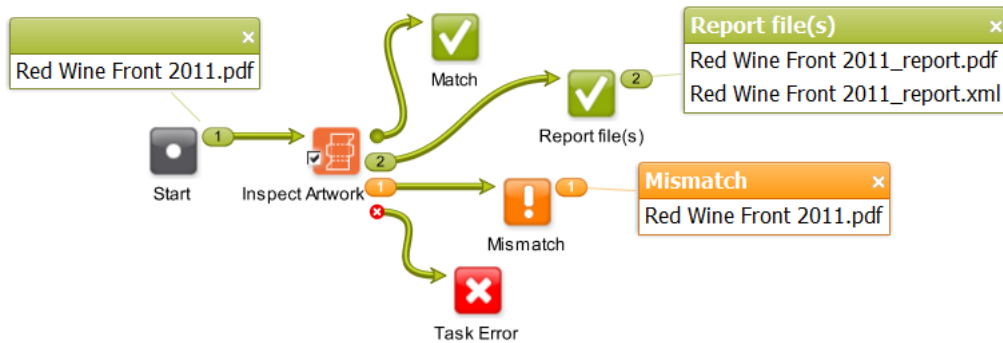 Red Wine Front 2011.pdf
Report file(s)
Red Wine Front 2011_report.pdf
Red Wine Front 2011_report.xml
Match
2
Report file(s)
1
Start
Inspect Artwork
2
1
Mismatch
1
Mismatch
Red Wine Front 2011.pdf
Task Error